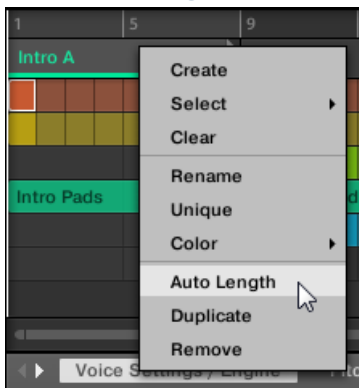 1 5 9
Intro A
Create
Select
Clear
Rename
Intro Pads
Unique
Color
Auto Length
Duplicate
Remove
Voice Settings / Engine